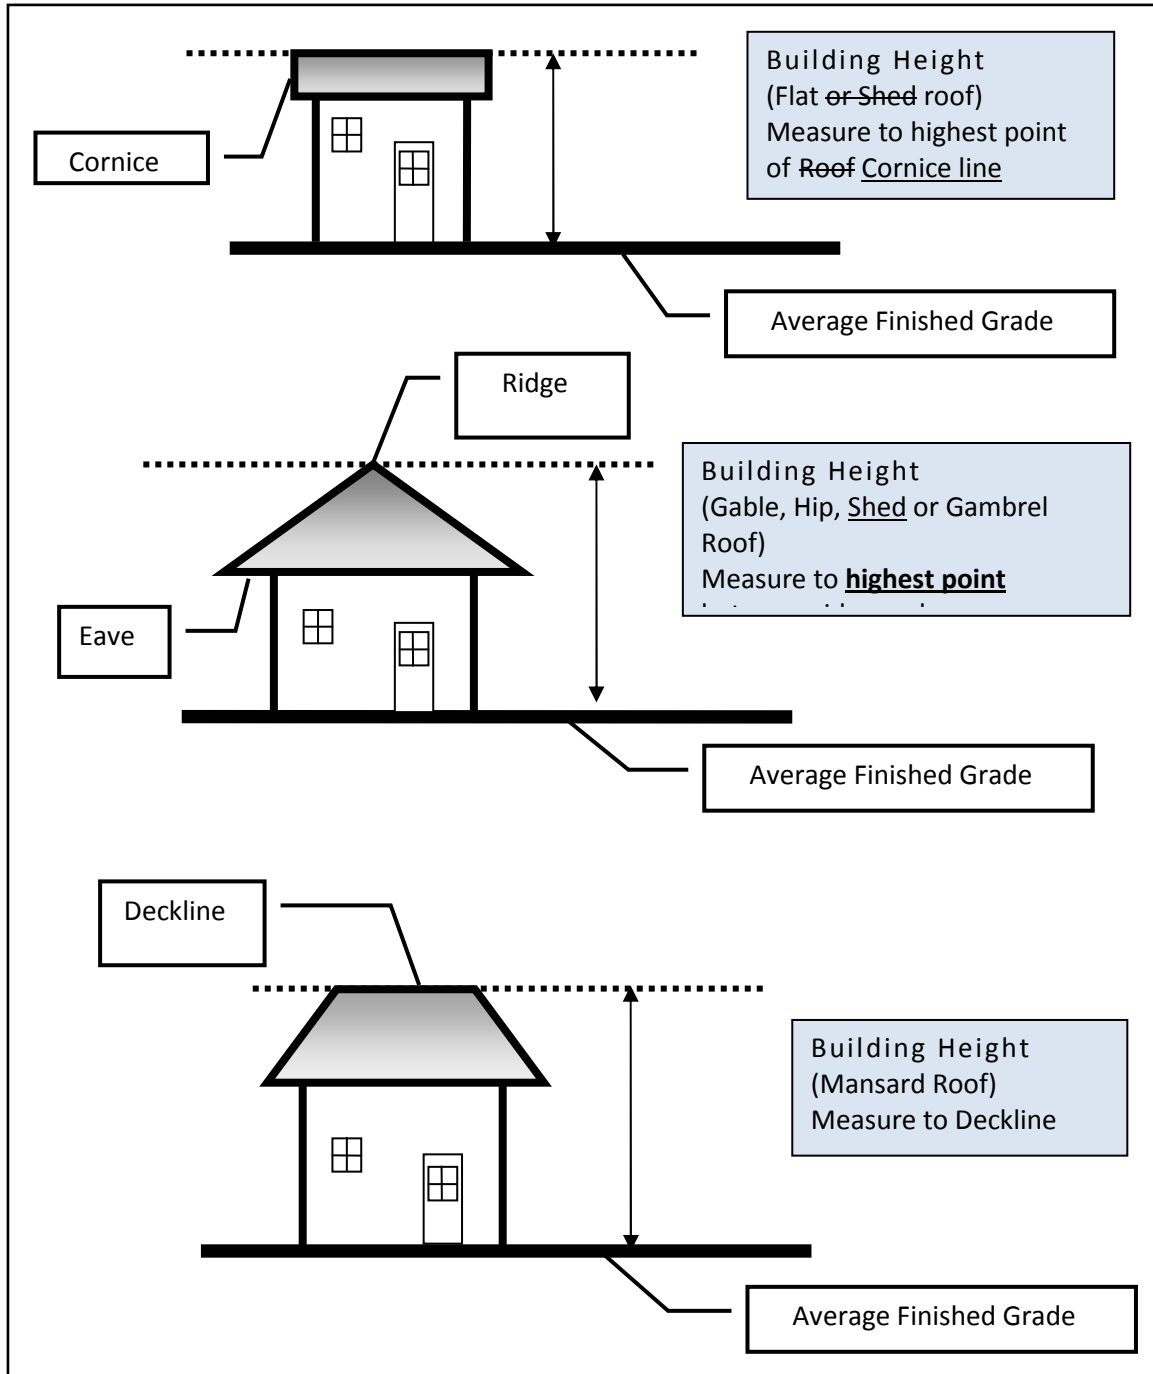 Building Height
(Flat or Shed roof)
Measure to highest point
of Roof Cornice line
Cornice
Average Finished Grade
Ridge
Building Height
(Gable, Hip, Shed or Gambrel
Roof)
Measure to highest point
Eave
Average Finished Grade
Deckline
Building Height
(Mansard Roof)
Measure to Deckline
Average Finished Grade